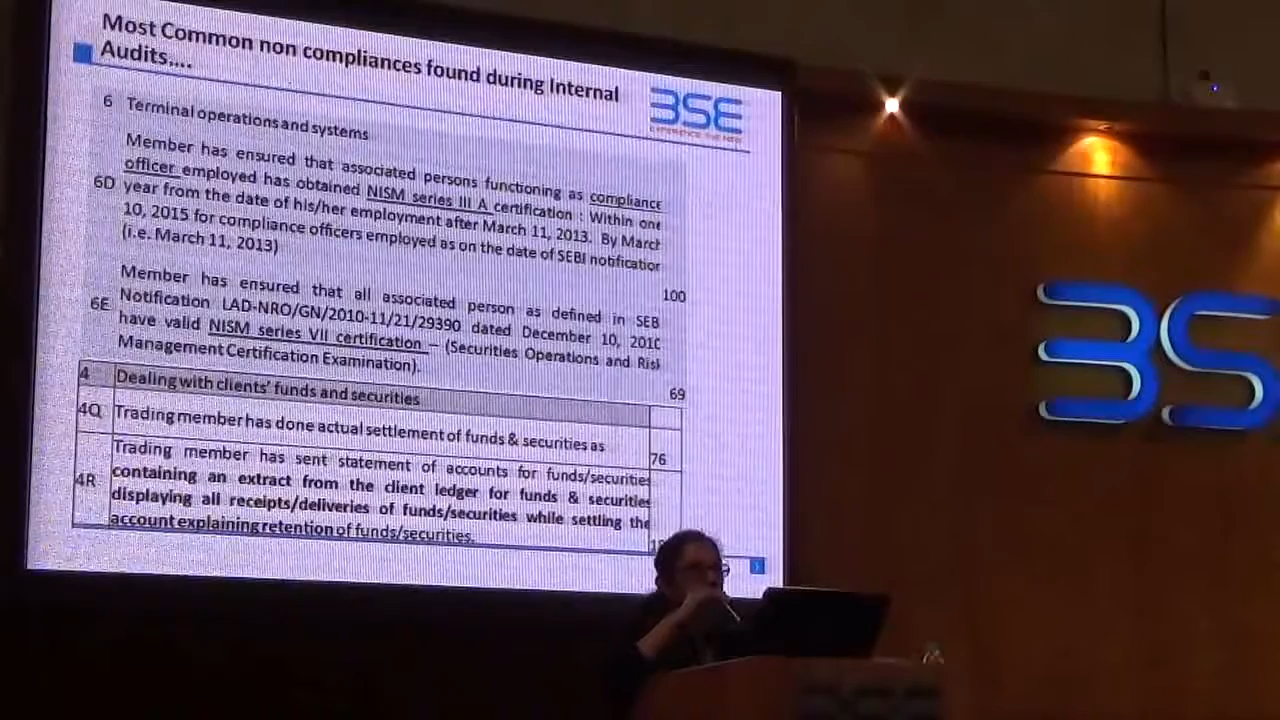 Most Common non compliances found during Internal
Audits....
BSE
EXPERIENCE THE NEW
6 Terminal operations and systems
Member has ensured that associated persons functioning as compliance
officer employed has obtained NISM series III A certification : Within one
6D year from the date of his/her employment after March 11, 2013. By March
10, 2015 for compliance officers employed as on the date of SEBI notification
(i.e. March 11, 2013)
100
Member has ensured that all associated person as defined in SEB
6E Notification LAD-NRO/GN/2010-11/21/29390 dated December 10, 2010
have valid NISM series VII certification – (Securities Operations and Risk
Management Certification Examination).
69
4 Dealing with clients' funds and securities
4Q Trading member has done actual settlement of funds & securities as
76
Trading member has sent statement of accounts for funds/securities
containing an extract from the client ledger for funds & securities
4R displaying all receipts/deliveries of funds/securities while settling the
account explaining retention of funds/securities.
BS